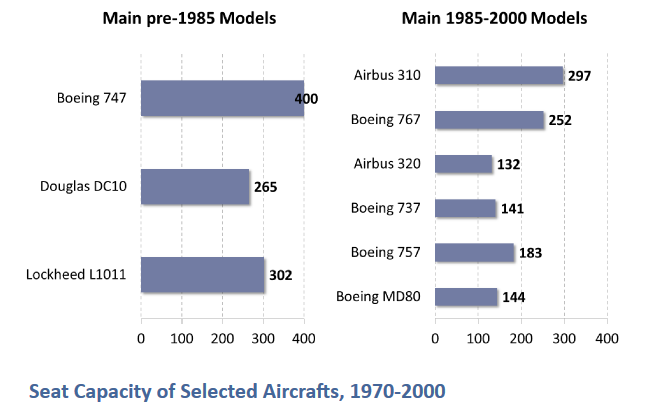 Main pre-1985 Models
Boeing 747
400
Douglas DC10
265
Lockheed L1011
302
0 100 200 300 400
Main 1985-2000 Models
Airbus 310
297
Boeing 767
252
Airbus 320
132
Boeing 737
141
Boeing 757
183
Boeing MD80
144
0 100 200 300 400
Seat Capacity of Selected Aircrafts, 1970-2000